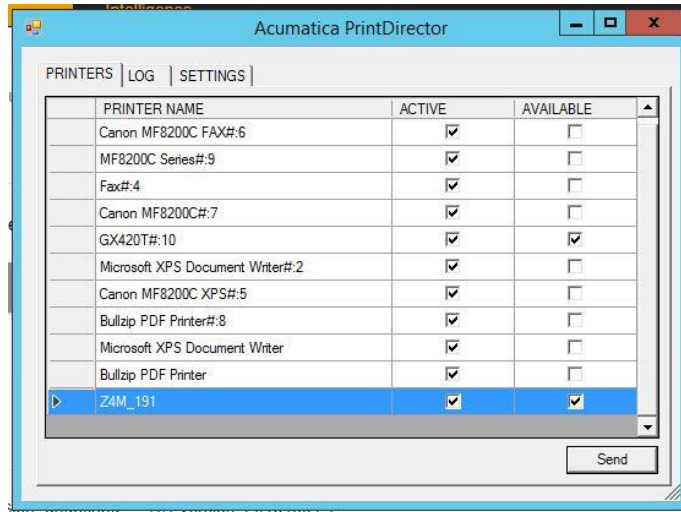 Intelligence
Acumatica PrintDirector
PRINTERS LOG SETTINGS
PRINTER NAME ACTIVE AVAILABLE
Canon MF8200C FAX#:6
MF8200C Series#:9
Fax#:4
Canon MF8200C#:7
GX420T#:10
Microsoft XPS Document Writer#:2
Canon MF8200C XPS#:5
Bullzip PDF Printer#:8
Microsoft XPS Document Writer
Bullzip PDF Printer
Z4M_191
Send